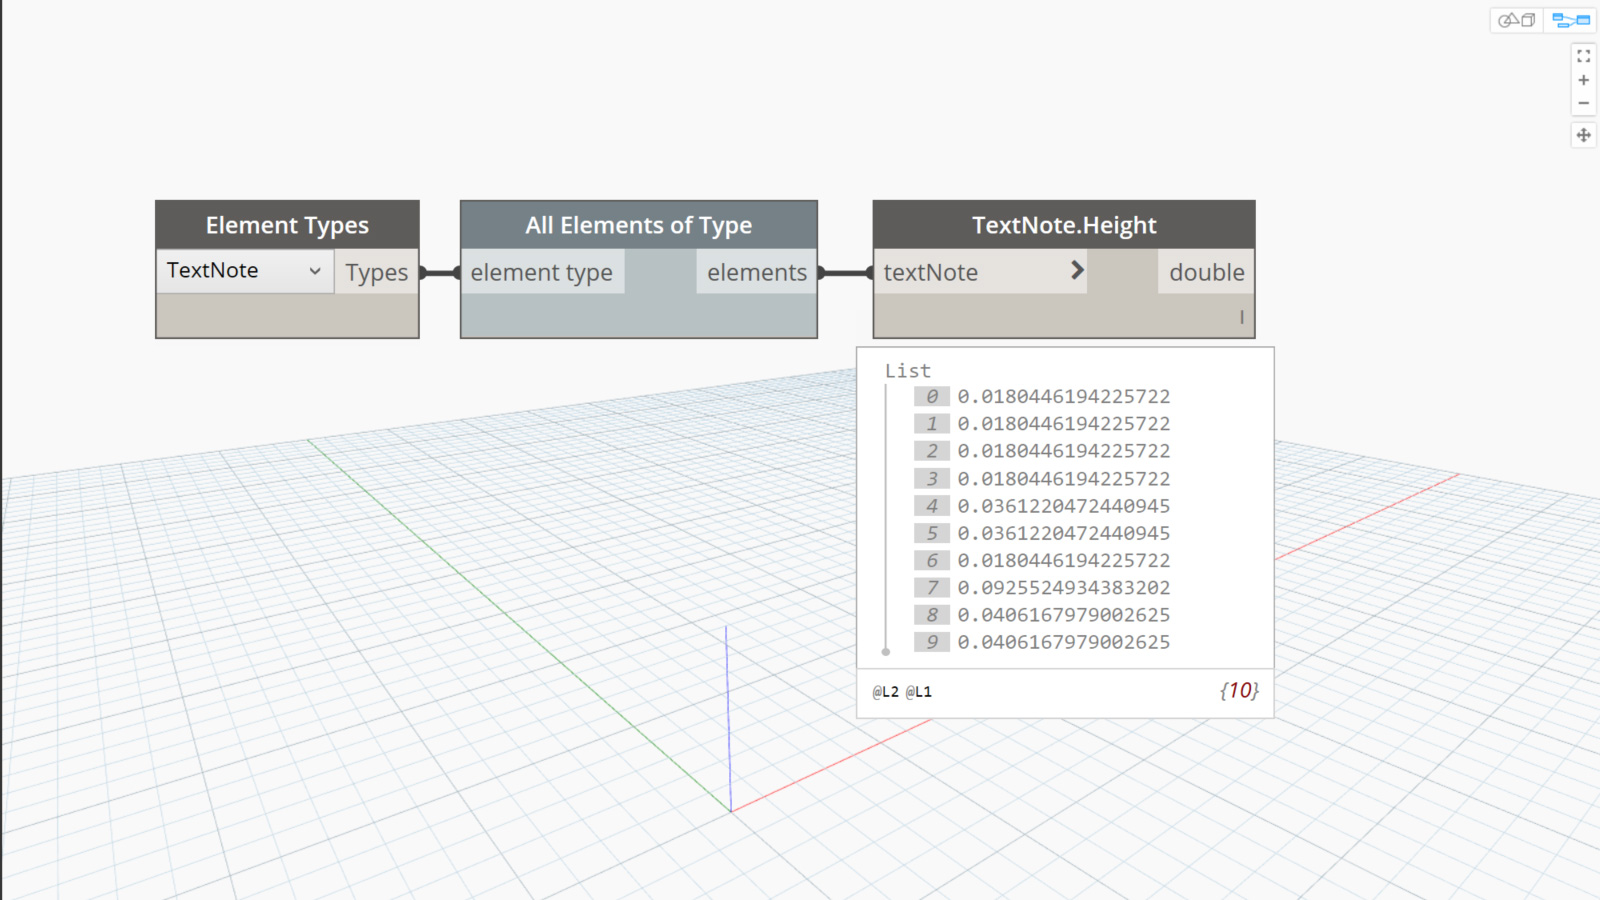 Element Types
TextNote Types
All Elements of Type
element type elements
TextNote.Height
textNote > double
List
0 0.0180446194225722
1 0.0180446194225722
2 0.0180446194225722
3 0.0180446194225722
4 0.0361220472440945
5 0.0361220472440945
6 0.0180446194225722
7 0.0925524934383202
8 0.0406167979002625
9 0.0406167979002625
@L2 @L1 {10}